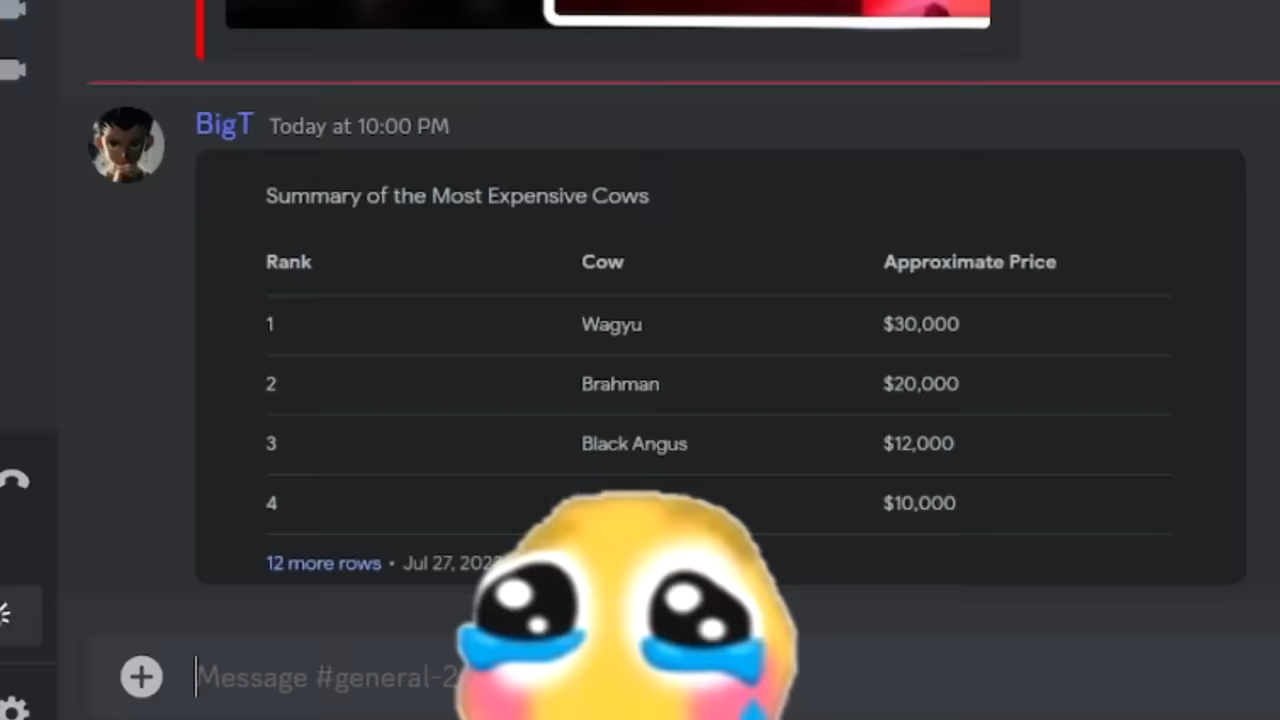 BigT Today at 10:00 PM
Summary of the Most Expensive Cows
Rank Cow Approximate Price
1 Wagyu $30,000
2 Brahman $20,000
3 Black Angus $12,000
4 $10,000
12 more rows • Jul 27, 202
Message #general-2